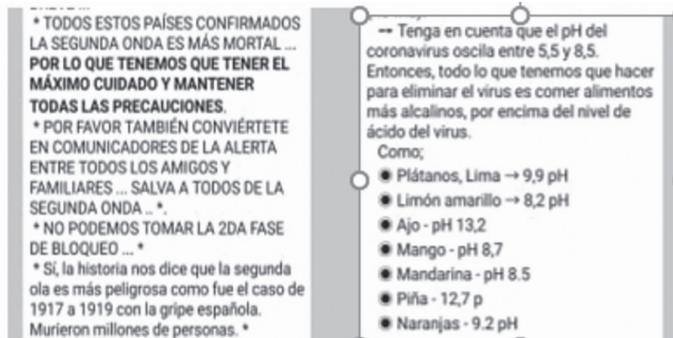 * TODOS ESTOS PAÍSES CONFIRMADOS
LA SEGUNDA ONDA ES MÁS MORTAL ...
POR LO QUE TENEMOS QUE TENER EL
MÁXIMO CUIDADO Y MANTENER
TODAS LAS PRECAUCIONES.
* POR FAVOR TAMBIÉN CONVIÉRTETE
EN COMUNICADORES DE LA ALERTA
ENTRE TODOS LOS AMIGOS Y
FAMILIARES ... SALVA A TODOS DE LA
SEGUNDA ONDA .. *.
* NO PODEMOS TOMAR LA 2DA FASE
DE BLOQUEO ... *
* Sí, la historia nos dice que la segunda
ola es más peligrosa como fue el caso de
1917 a 1919 con la gripe española.
Murieron millones de personas. *
-- Tenga en cuenta que el pH del
coronavirus oscila entre 5,5 y 8,5.
Entonces, todo lo que tenemos que hacer
para eliminar el virus es comer alimentos
más alcalinos, por encima del nivel de
ácido del virus.
Como;
◉ Plátanos, Lima → 9,9 pH
◉ Limón amarillo → 8,2 pH
◉ Ajo - pH 13,2
◉ Mango - pH 8,7
◉ Mandarina - pH 8.5
◉ Piña - 12,7 p
◉ Naranjas - 9.2 pH